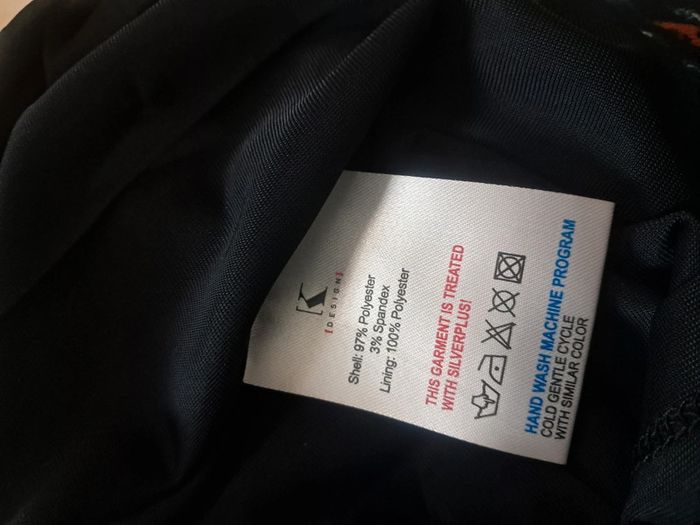 K
[DESIGN]
Shell: 97% Polyester
3% Spandex
Lining: 100% Polyester
THIS GARMENT IS TREATED
WITH SILVERPLUS!
HAND WASH MACHINE PROGRAM
COLD GENTLE CYCLE
WITH SIMILAR COLOR